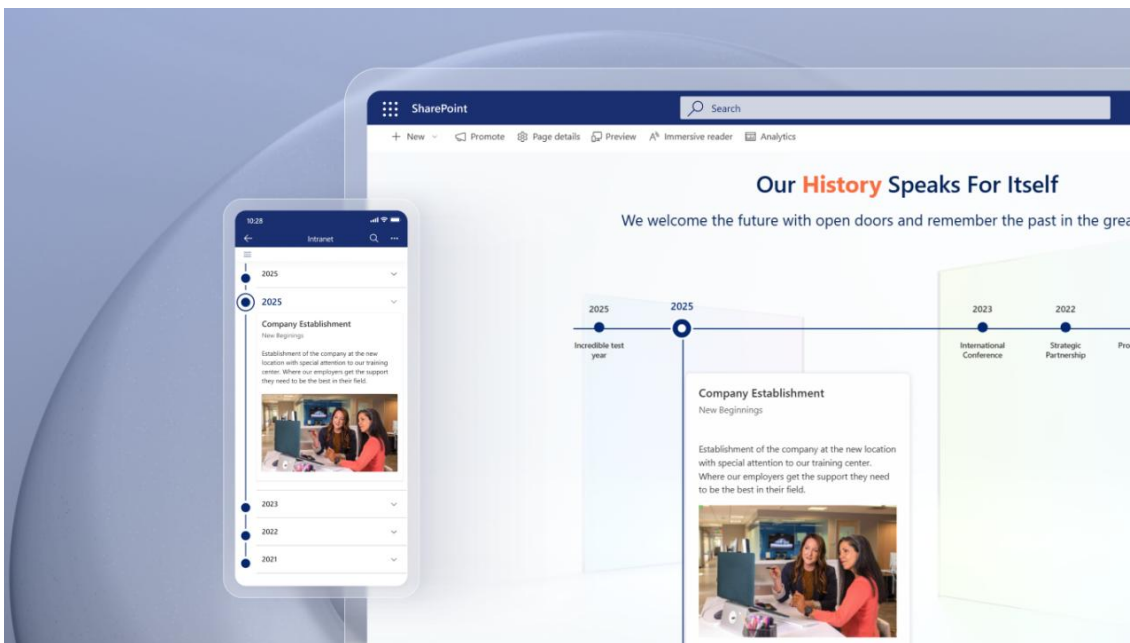 SharePoint
Search
New
Promote
Page details
Preview
Immersive reader
Analytics
Our History Speaks For Itself
We welcome the future with open doors and remember the past in the
2025
Incredible test
year
2025
Company Establishment
New Beginnings
Establishment of the company at the new location
with special attention to our training center.
Where our employers get the support they need
to be the best in their field.
2023
International
Conference
2022
Strategic
Partnership
10:28
Intranet
2025
2025
Company Establishment
New Beginings
Establishment of the company at the new
location with special attention to our training
center. Where our employers get the support
they need to be the best in their field.
2023
2022
2021